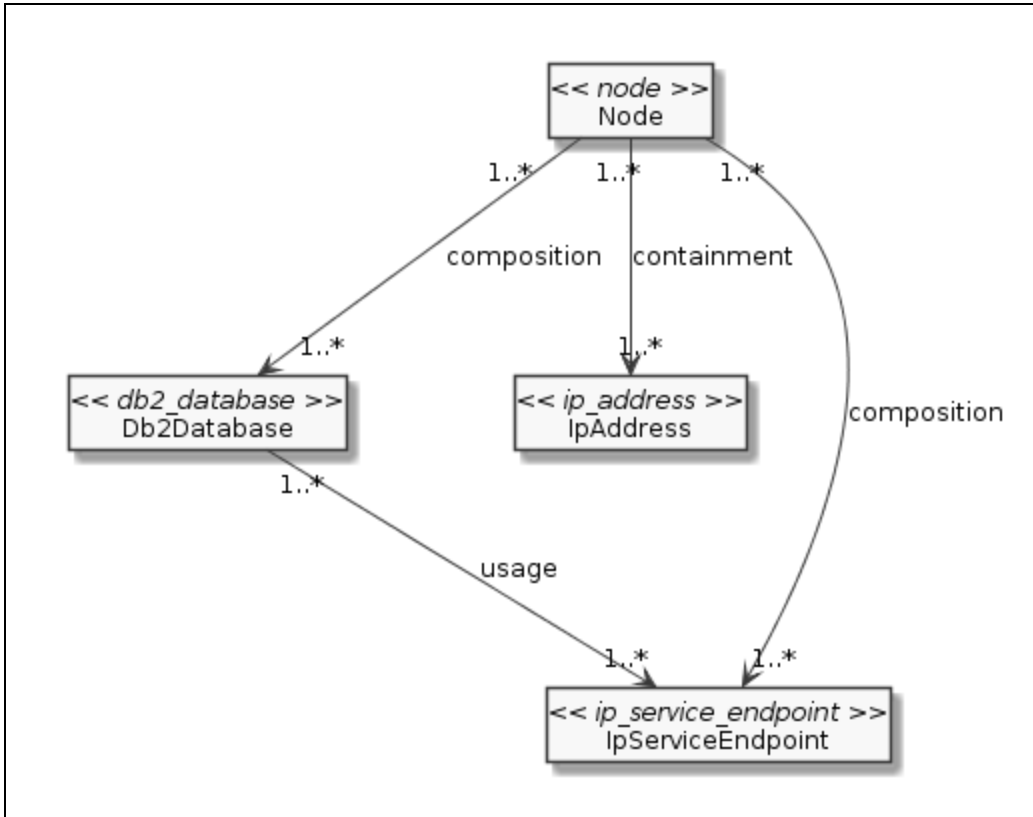 << node >>
Node
1..*
1..*
1..*
composition
containment
1..*
1..*
<< db2_database >>
Db2Database
<< ip_address >>
IpAddress
composition
1..*
usage
1..*
1..*
<< ip_service_endpoint >>
IpServiceEndpoint